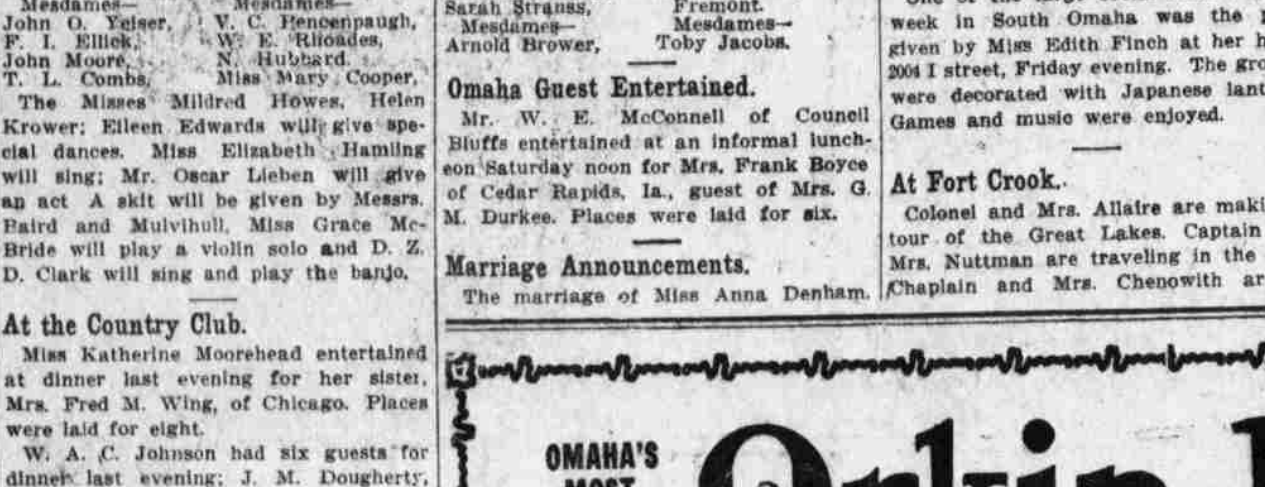 Mesdames—
Mesdames—
John O. Yeiser,
V. C. Hencenpaugh,
F. I. Ellick,
W. E. Rhoades,
John Moore,
N. Hubbard.
T. L. Combs,
Miss Mary Cooper,
The Misses Mildred Howes, Helen
Krower; Eileen Edwards will give spe-
cial dances. Miss Elizabeth Hamling
will sing; Mr. Oscar Lieben will give
an act A skit will be given by Messrs.
Baird and Mulvihull, Miss Grace Mc-
Bride will play a violin solo and D. Z.
D. Clark will sing and play the banjo.
At the Country Club.
Miss Katherine Moorehead entertained
at dinner last evening for her sister,
Mrs. Fred M. Wing, of Chicago. Places
were laid for eight.
W. A. C. Johnson had six guests for
dinner last evening; J. M. Dougherty,
Sarah Strauss,
Fremont.
Mesdames—
Mesdames—
Arnold Brower,
Toby Jacobs.
Omaha Guest Entertained.
Mr. W. E. McConnell of Council
Bluffs entertained at an informal lunch-
eon Saturday noon for Mrs. Frank Boyce
of Cedar Rapids, Ia., guest of Mrs. G.
M. Durkee. Places were laid for six.
Marriage Announcements.
The marriage of Miss Anna Denham,
week in South Omaha was the
given by Miss Edith Finch at her h
2004 I street, Friday evening. The gro
were decorated with Japanese lant
Games and music were enjoyed.
At Fort Crook.
Colonel and Mrs. Allaire are maki
tour of the Great Lakes. Captain
Mrs. Nuttman are traveling in the
Chaplain and Mrs. Chenowith ar
OMAHA'S
MOST
Orkin